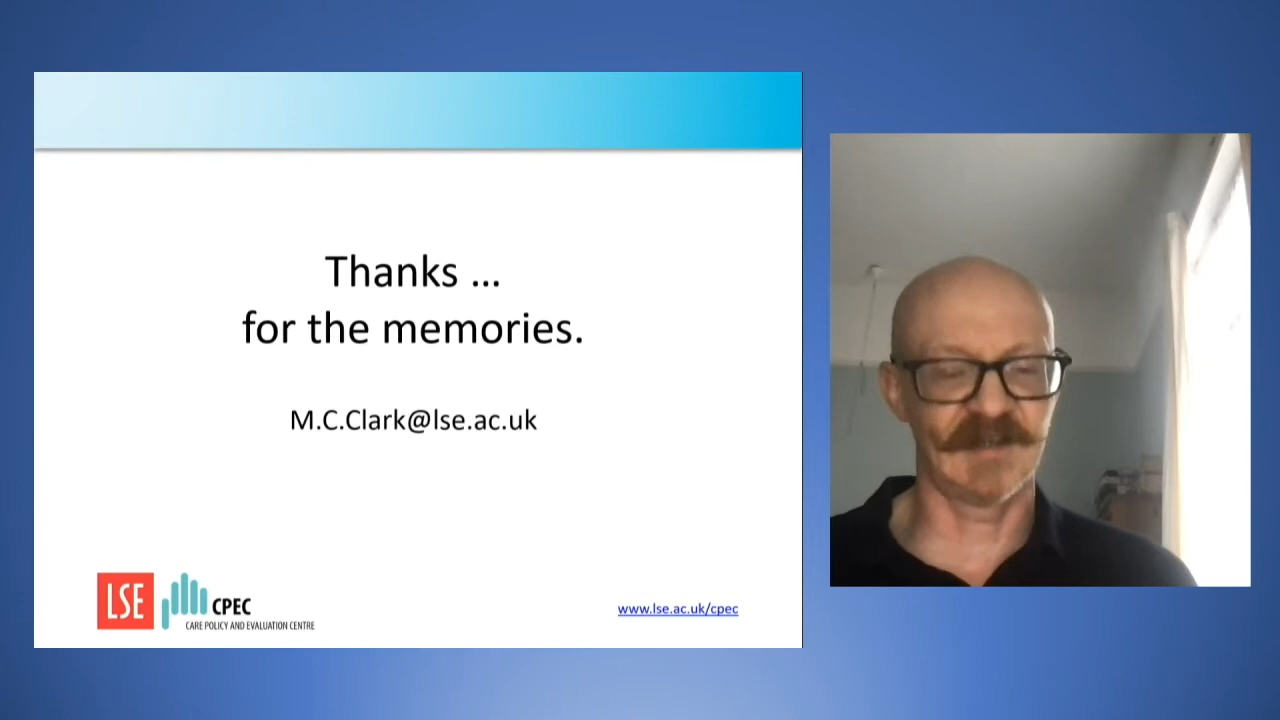 Thanks ...
for the memories.
M.C.Clark@lse.ac.uk
LSE
CPEC
CARE POLICY AND EVALUATION CENTRE
www.lse.ac.uk/cpec